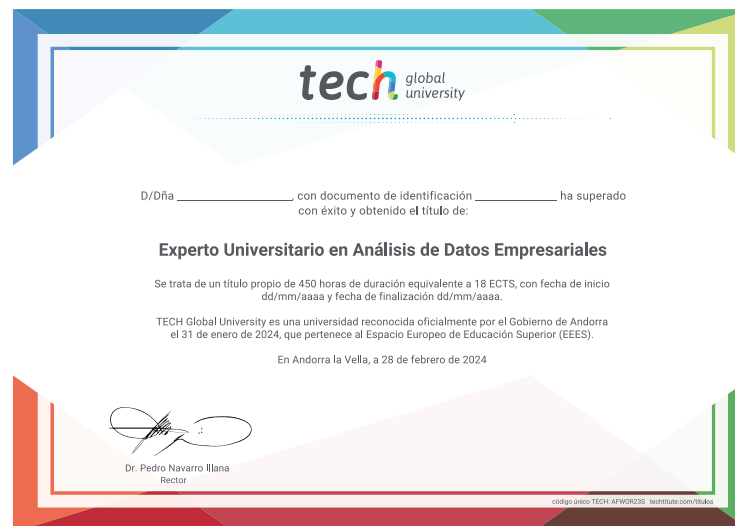 tech global university
D/Dña ____________________, con documento de identificación ______________ ha superado
con éxito y obtenido el título de:
Experto Universitario en Análisis de Datos Empresariales
Se trata de un título propio de 450 horas de duración equivalente a 18 ECTS, con fecha de inicio
dd/mm/aaaa y fecha de finalización dd/mm/aaaa.
TECH Global University es una universidad reconocida oficialmente por el Gobierno de Andorra
el 31 de enero de 2024, que pertenece al Espacio Europeo de Educación Superior (EEES).
En Andorra la Vella, a 28 de febrero de 2024
Dr. Pedro Navarro Illana
Rector
código único TECH: AFWOR23S  techtitute.com/titulos